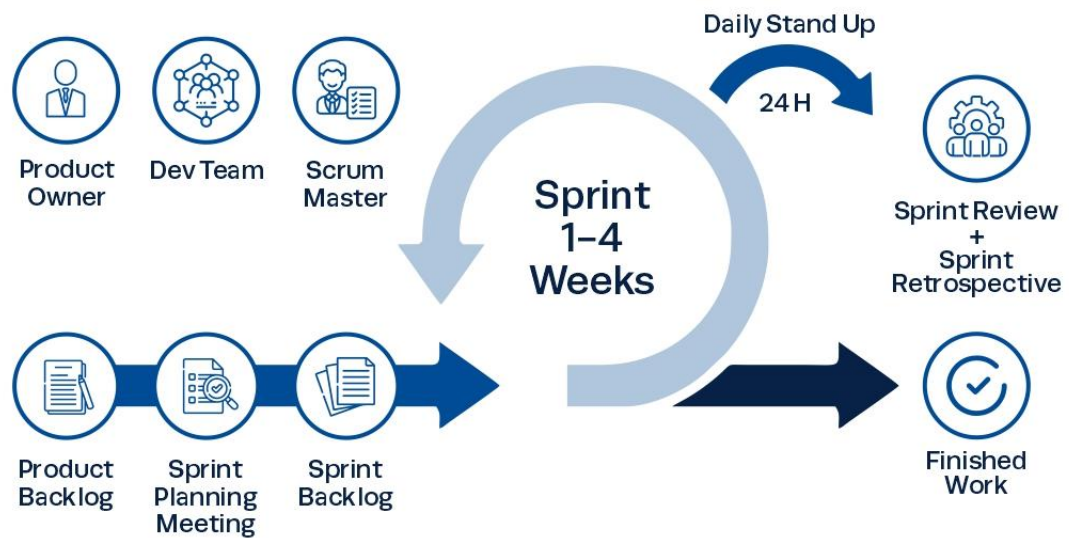 Daily Stand Up
24 H
Product
Owner
Dev Team
Scrum
Master
Sprint
1–4
Weeks
Sprint Review
+
Sprint
Retrospective
Product
Backlog
Sprint
Planning
Meeting
Sprint
Backlog
Finished
Work